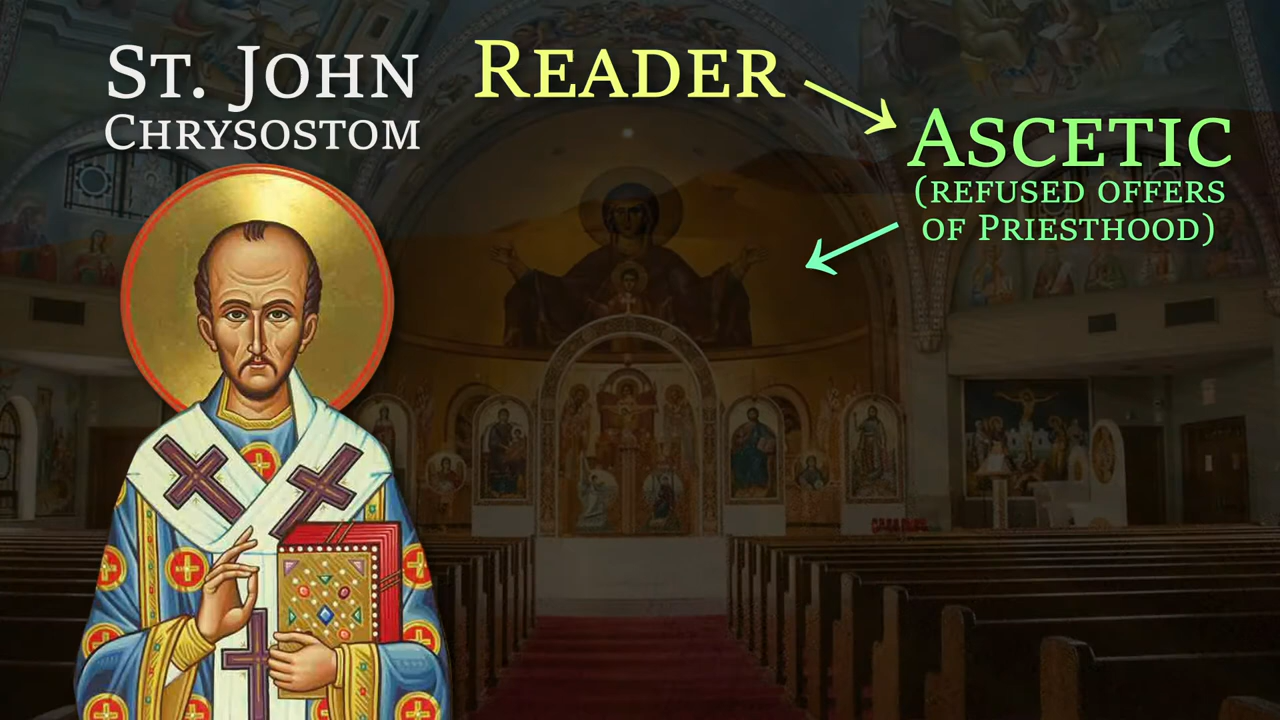 St. John
Chrysostom
Reader
Ascetic
(refused offers
of Priesthood)